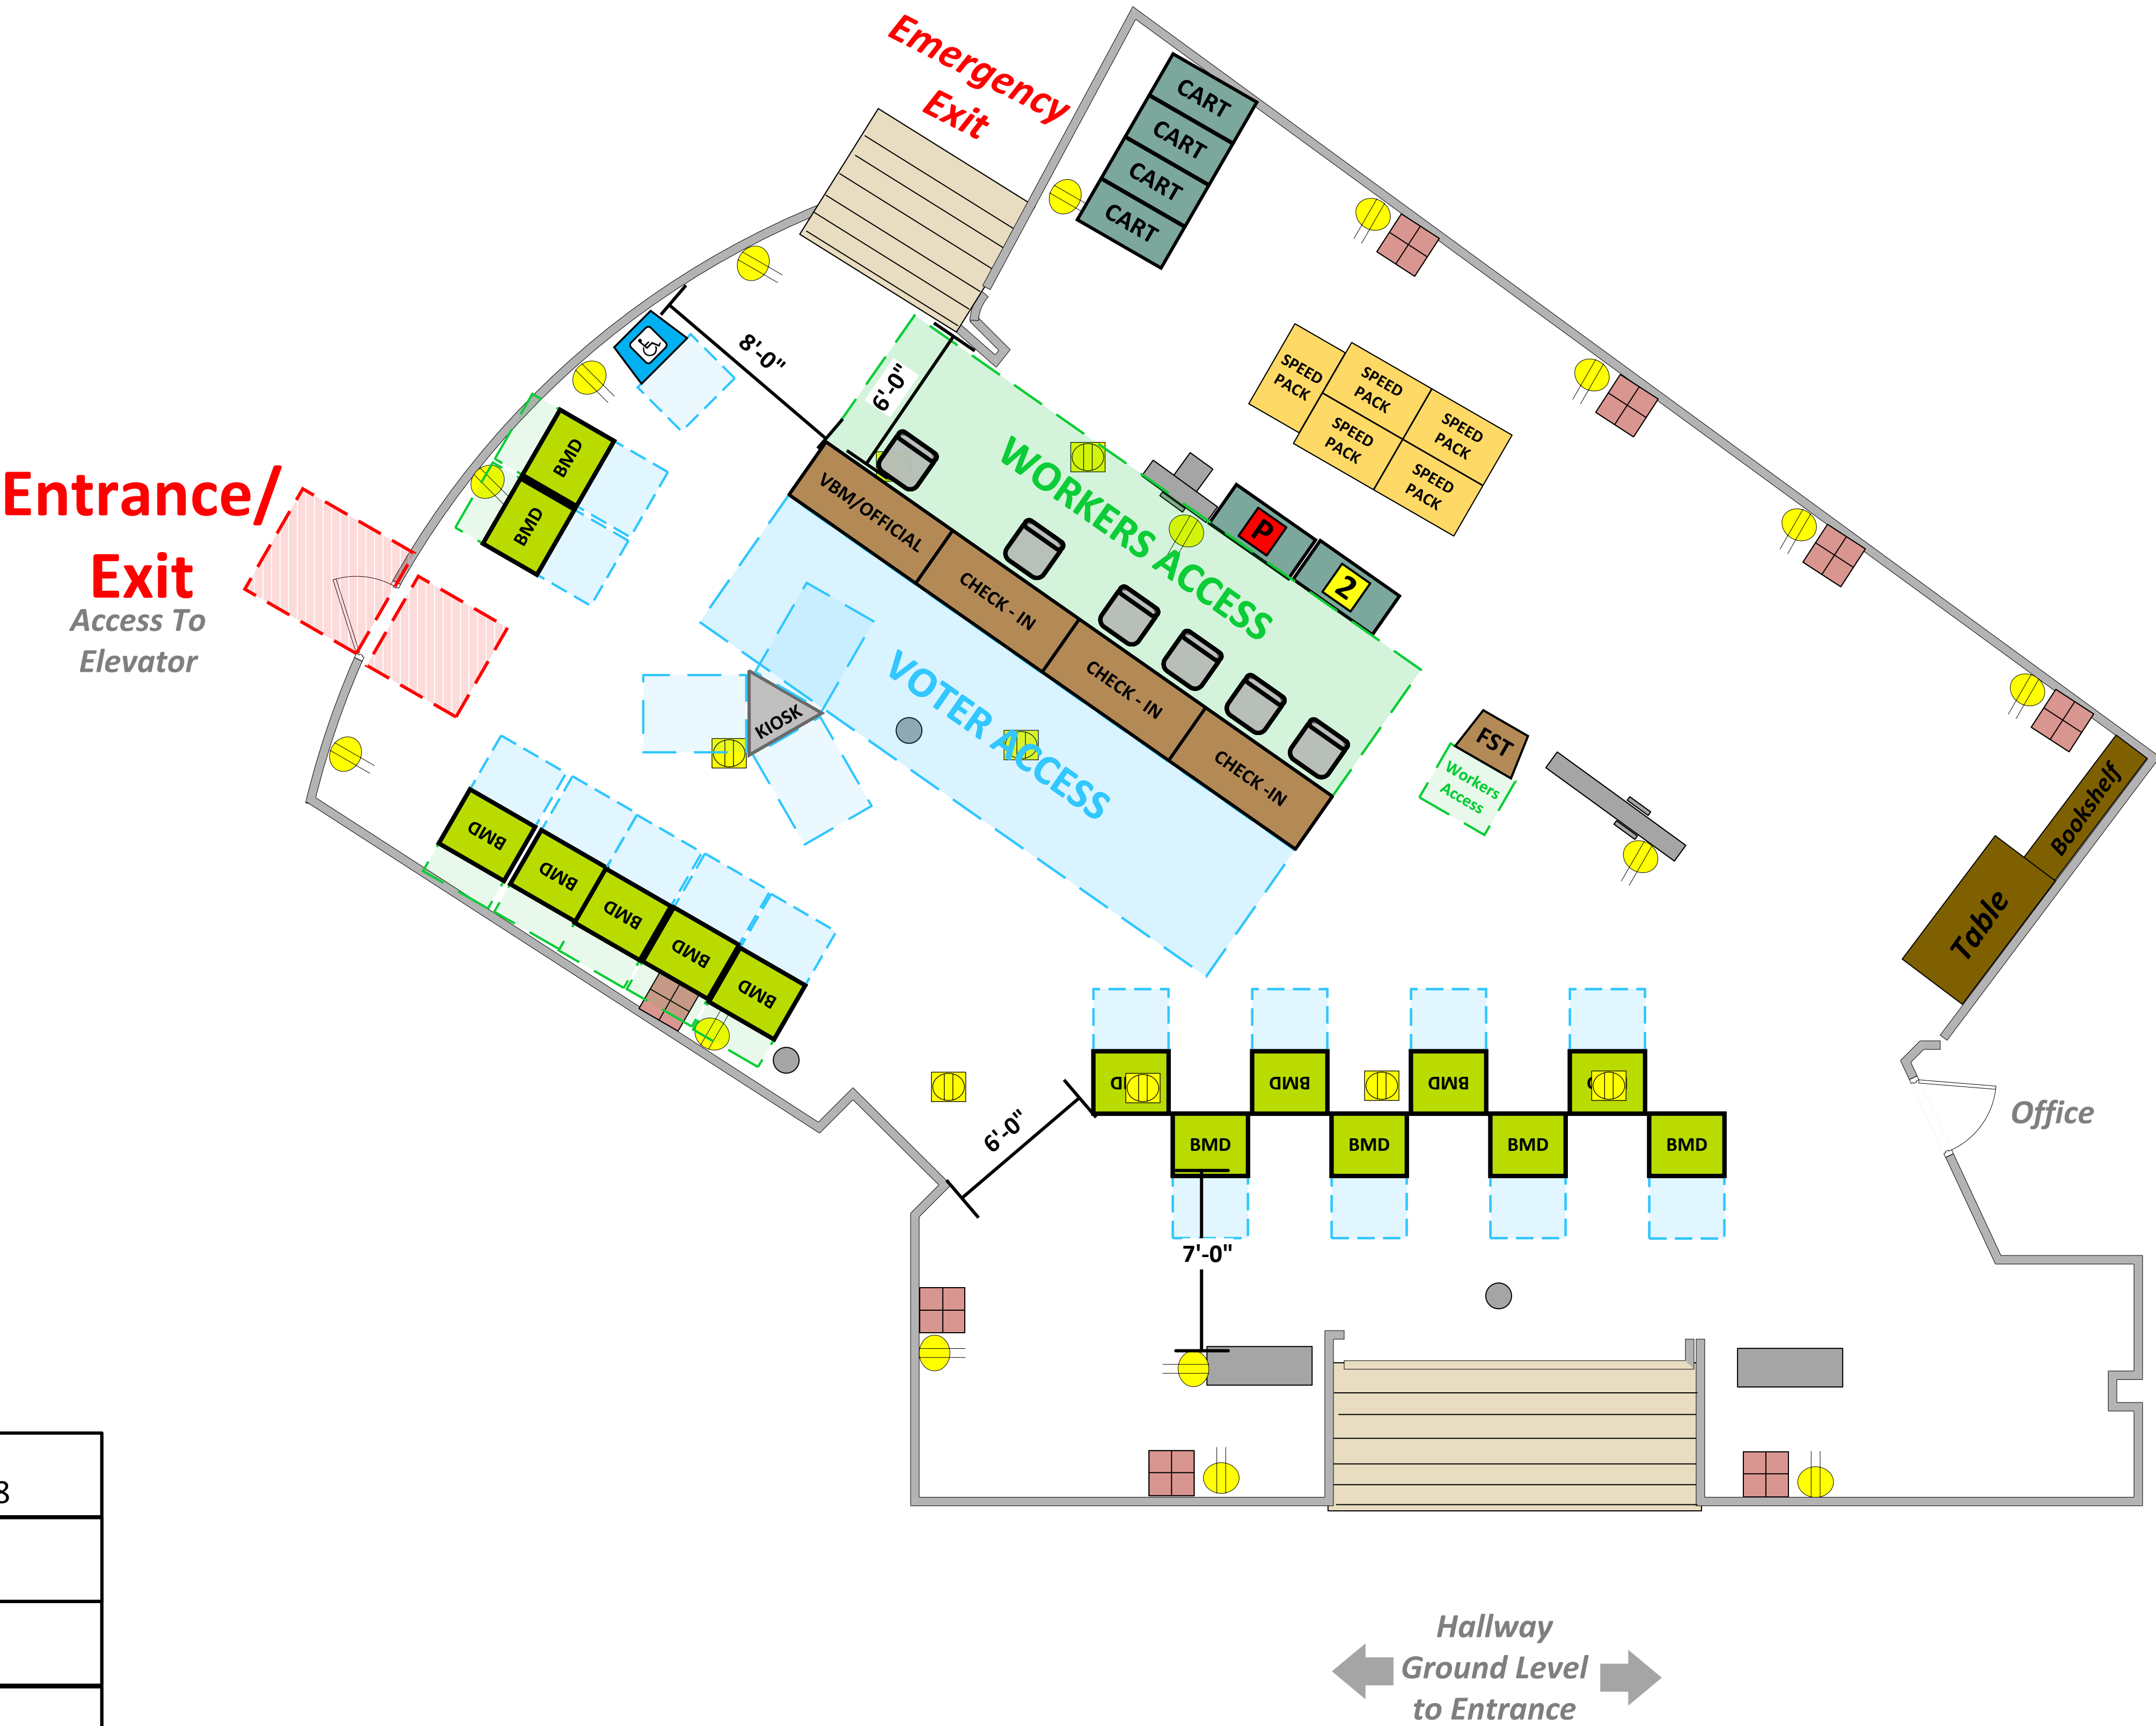 Emergency
Exit
CART
CART
CART
CART
8'-0"
6'-0"
SPEED
PACK
SPEED
PACK
SPEED
PACK
SPEED
PACK
SPEED
PACK
BMD
BMD
Entrance/
Exit
Access To
Elevator
WORKERS ACCESS
P
2
VBM/OFFICIAL
CHECK - IN
CHECK - IN
CHECK -IN
VOTER ACCESS
KIOSK
FST
Workers
Access
Bookshelf
Table
BMD
BMD
BMD
BMD
BMD
BMD
BMD
6'-0"
BMD
BMD
BMD
BMD
Office
7'-0"
8
Hallway
Ground Level
to Entrance